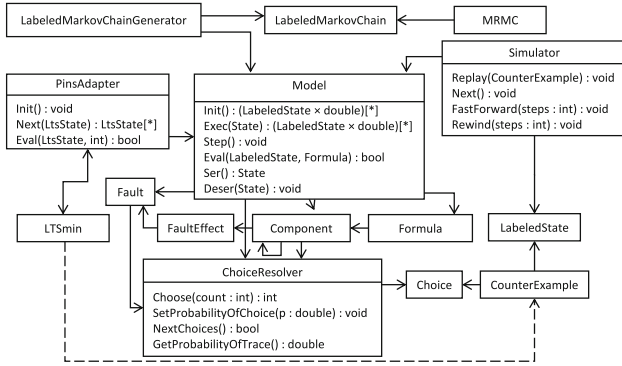 LabeledMarkovChainGenerator
LabeledMarkovChain
MRMC
Simulator
Replay(CounterExample) : void
Next() : void
FastForward(steps : int) : void
Rewind(steps : int) : void
PinsAdapter
Init() : void
Next(LtsState) : LtsState[*]
Eval(LtsState, int) : bool
Model
Init() : (LabeledState × double)[*]
Exec(State) : (LabeledState × double)[*]
Step() : void
Eval(LabeledState, Formula) : bool
Ser() : State
Deser(State) : void
Fault
LTSmin
FaultEffect
Component
Formula
LabeledState
ChoiceResolver
Choose(count : int) : int
SetProbabilityOfChoice(p : double) : void
NextChoices() : bool
GetProbabilityOfTrace() : double
Choice
CounterExample